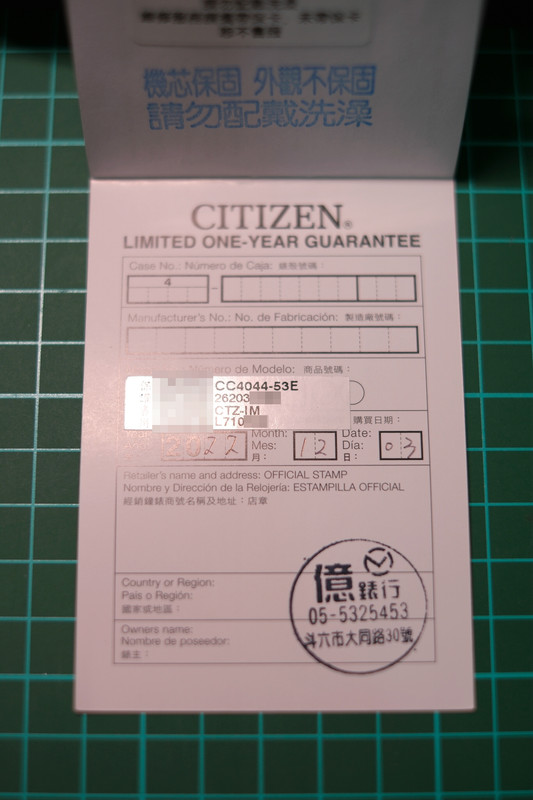 機芯保固 外觀不保固
請勿配戴洗澡
CITIZEN®
LIMITED ONE-YEAR GUARANTEE
Case No.: Número de Caja: 錶殼號碼：
4 -
Manufacturer's No.: No. de Fabricación: 製造廠號碼：
Número de Modelo: 商品號碼：
CC4044-53E
26203
CTZ-IM
L710
購買日期：
2022 Month: Mes: 月： 12 Date: Día: 日： 03
Retailer's name and address: OFFICIAL STAMP
Nombre y Dirección de la Relojería: ESTAMPILLA OFFICIAL
經銷鐘錶商號名稱及地址：店章
Country or Region:
Pais o Región:
國家或地區：
Owners name:
Nombre de poseedor:
錶主：
億錶行
05-5325453
斗六市大同路30號